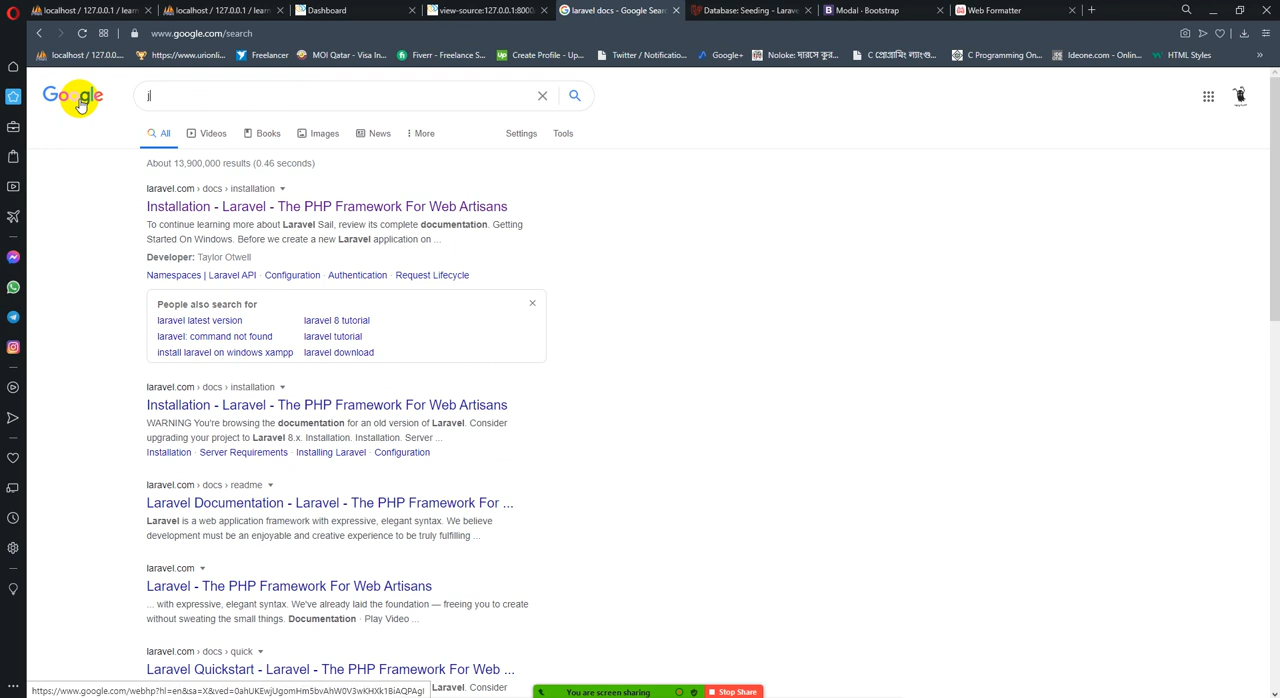 localhost / 127.0.0.1 / learn
localhost / 127.0.0.1 / learn
Dashboard
view-source:127.0.0.1:8000
laravel docs - Google Sear
Database: Seeding - Larave
Modal - Bootstrap
Web Formatter
www.google.com/search
localhost / 127.0.0....
https://www.urionli...
Freelancer
MOI Qatar - Visa In...
Fiverr - Freelance S...
Create Profile - Up...
Twitter / Notificatio...
Google+
Noloke: দারসে কুর...
C প্রোগ্রামিং ল্যাংগু...
C Programming On...
Ideone.com - Onlin...
HTML Styles
Google
jl
All
Videos
Books
Images
News
More
Settings
Tools
About 13,900,000 results (0.46 seconds)
laravel.com › docs › installation
Installation - Laravel - The PHP Framework For Web Artisans
To continue learning more about Laravel Sail, review its complete documentation. Getting
Started On Windows. Before we create a new Laravel application on ...
Developer: Taylor Otwell
Namespaces | Laravel API · Configuration · Authentication · Request Lifecycle
People also search for
laravel latest version
laravel 8 tutorial
laravel: command not found
laravel tutorial
install laravel on windows xampp
laravel download
laravel.com › docs › installation
Installation - Laravel - The PHP Framework For Web Artisans
WARNING You're browsing the documentation for an old version of Laravel. Consider
upgrading your project to Laravel 8.x. Installation. Installation. Server ...
Installation · Server Requirements · Installing Laravel · Configuration
laravel.com › docs › readme
Laravel Documentation - Laravel - The PHP Framework For ...
Laravel is a web application framework with expressive, elegant syntax. We believe
development must be an enjoyable and creative experience to be truly fulfilling ...
laravel.com
Laravel - The PHP Framework For Web Artisans
... with expressive, elegant syntax. We've already laid the foundation — freeing you to create
without sweating the small things. Documentation · Play Video ...
laravel.com › docs › quick
Laravel Quickstart - Laravel - The PHP Framework For Web ...
Laravel. Consider
You are screen sharing
Stop Share